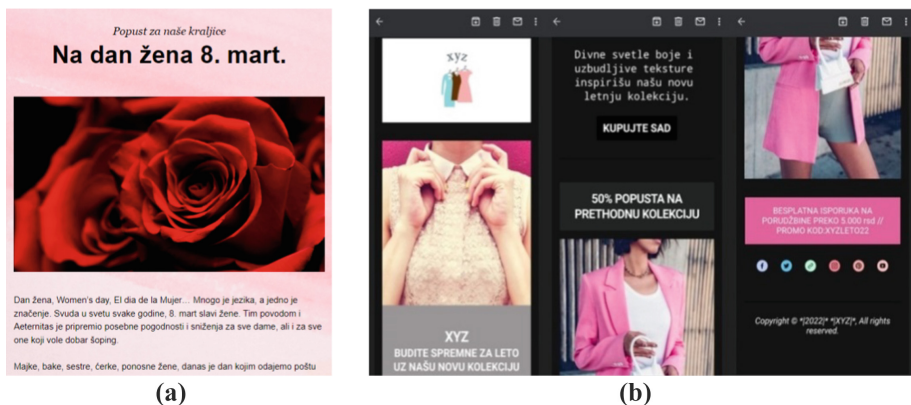 Popust za naše kraljice
Na dan žena 8. mart.
Dan žena, Women's day, El dia de la Mujer... Mnogo je jezika, a jedno je
značenje. Svuda u svetu svake godine, 8. mart slavi žene. Tim povodom i
Aeternitas je pripremio posebne pogodnosti i sniženja za sve dame, ali i za sve
one koji vole dobar šoping.
Majke, bake, sestre, ćerke, ponosne žene, danas je dan kojim odajemo poštu
(a)
xyz
XYZ
BUDITE SPREMNE ZA LETO
UZ NAŠU NOVU KOLEKCIJU
Divne svetle boje i
uzbudljive teksture
inspirišu našu novu
letnju kolekciju.
KUPUJTE SAD
50% POPUSTA NA
PRETHODNU KOLEKCIJU
BESPLATNA ISPORUKA NA
PORUDŽBINE PREKO 5.000 rsd //
PROMO KOD:XYZLETO22
Copyright © *|2022|* *|XYZ|*, All rights
reserved.
(b)